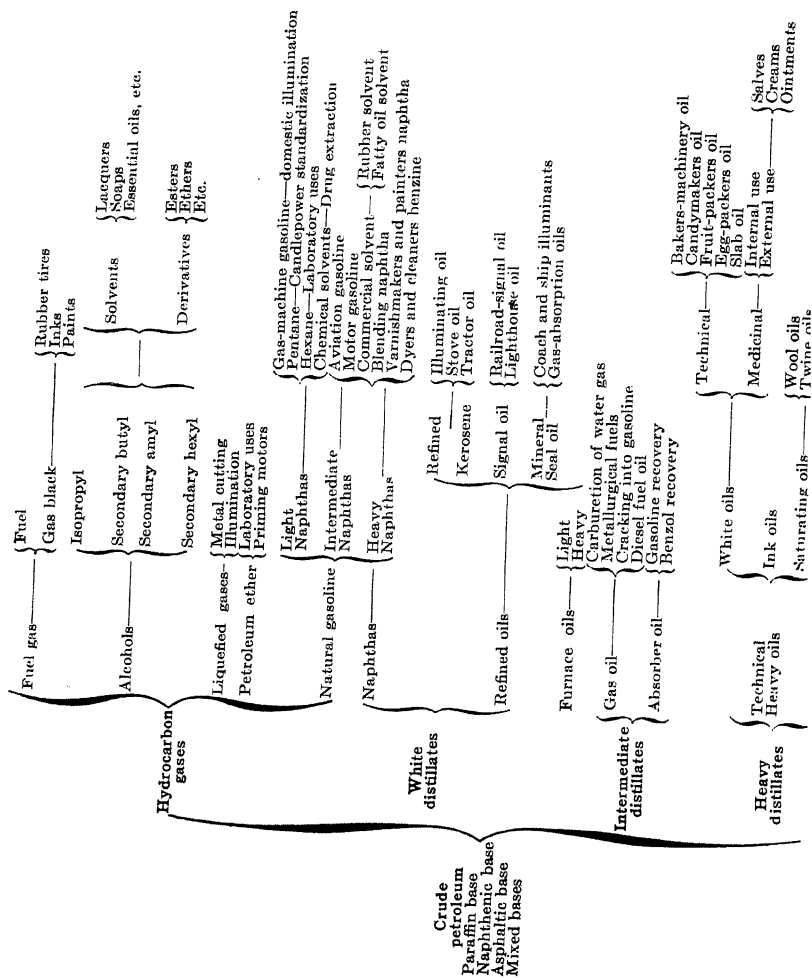 Crude
petroleum
Paraffin base
Naphthenic base
Asphaltic base
Mixed bases
Hydrocarbon
gases
Fuel gas
Fuel
Gas black
Rubber tires
Inks
Paints
Alcohols
Isopropyl
Secondary butyl
Secondary amyl
Secondary hexyl
Solvents
Lacquers
Soaps
Essential oils, etc.
Derivatives
Esters
Ethers
Etc.
Liquefied gases
Metal cutting
Illumination
Petroleum ether
Laboratory uses
Priming motors
Natural gasoline
White
distillates
Naphthas
Light
Naphthas
Gas-machine gasoline—domestic illumination
Pentane—Candlepower standardization
Hexane—Laboratory uses
Chemical solvents—Drug extraction
Intermediate
Naphthas
Aviation gasoline
Motor gasoline
Commercial solvent
Rubber solvent
Fatty oil solvent
Heavy
Naphthas
Blending naphtha
Varnishmakers and painters naphtha
Dyers and cleaners benzine
Refined oils
Refined
Kerosene
Illuminating oil
Stove oil
Tractor oil
Signal oil
Railroad-signal oil
Lighthouse oil
Mineral
Seal oil
Coach and ship illuminants
Gas-absorption oils
Intermediate
distillates
Furnace oils
Light
Heavy
Gas oil
Carburetion of water gas
Metallurgical fuels
Cracking into gasoline
Diesel fuel oil
Absorber oil
Gasoline recovery
Benzol recovery
Heavy
distillates
Technical
Heavy oils
White oils
Technical
Bakers-machinery oil
Candymakers oil
Fruit-packers oil
Egg-packers oil
Slab oil
Medicinal
Internal use
External use
Salves
Creams
Ointments
Ink oils
Saturating oils
Wool oils
Twine oils